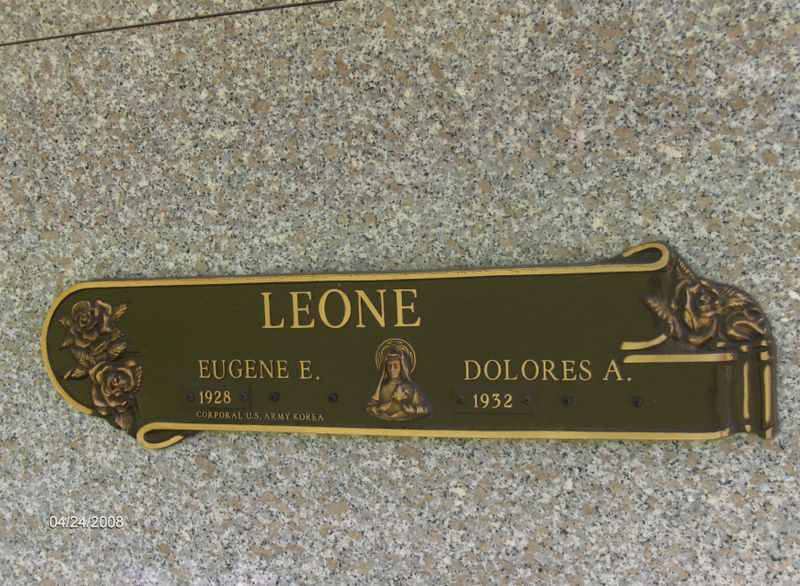 LEONE
EUGENE E.
DOLORES A.
1928
1932
CORPORAL U.S. ARMY KOREA
04/24/2008